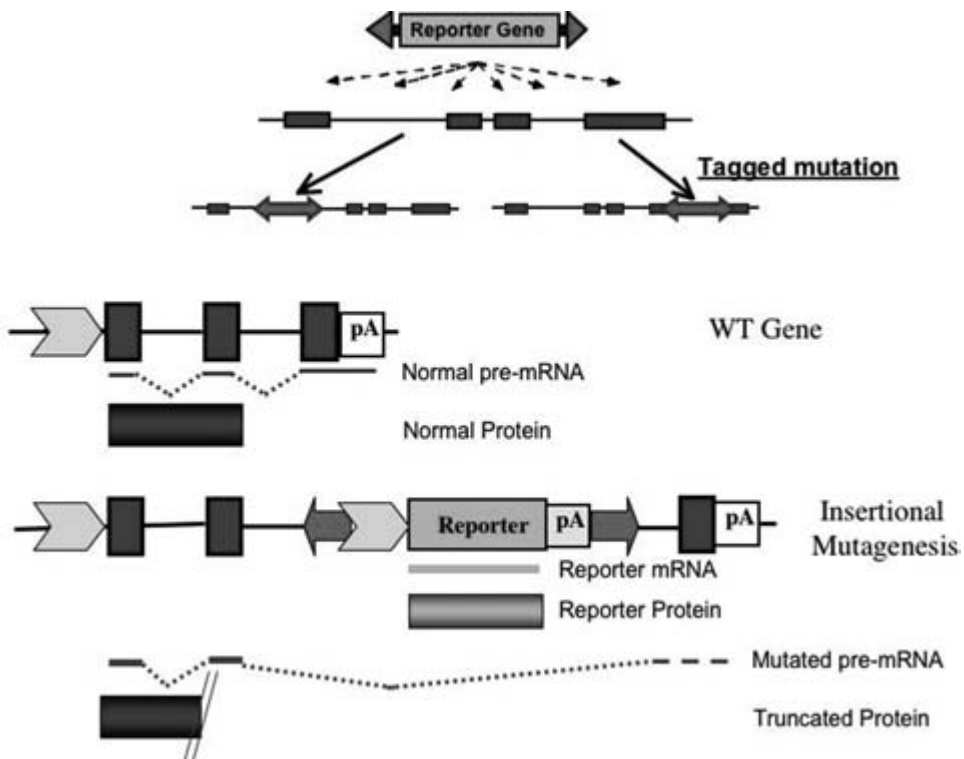 Reporter Gene
Tagged mutation
pA
WT Gene
Normal pre-mRNA
Normal Protein
Reporter
pA
pA
Insertional
Mutagenesis
Reporter mRNA
Reporter Protein
Mutated pre-mRNA
Truncated Protein